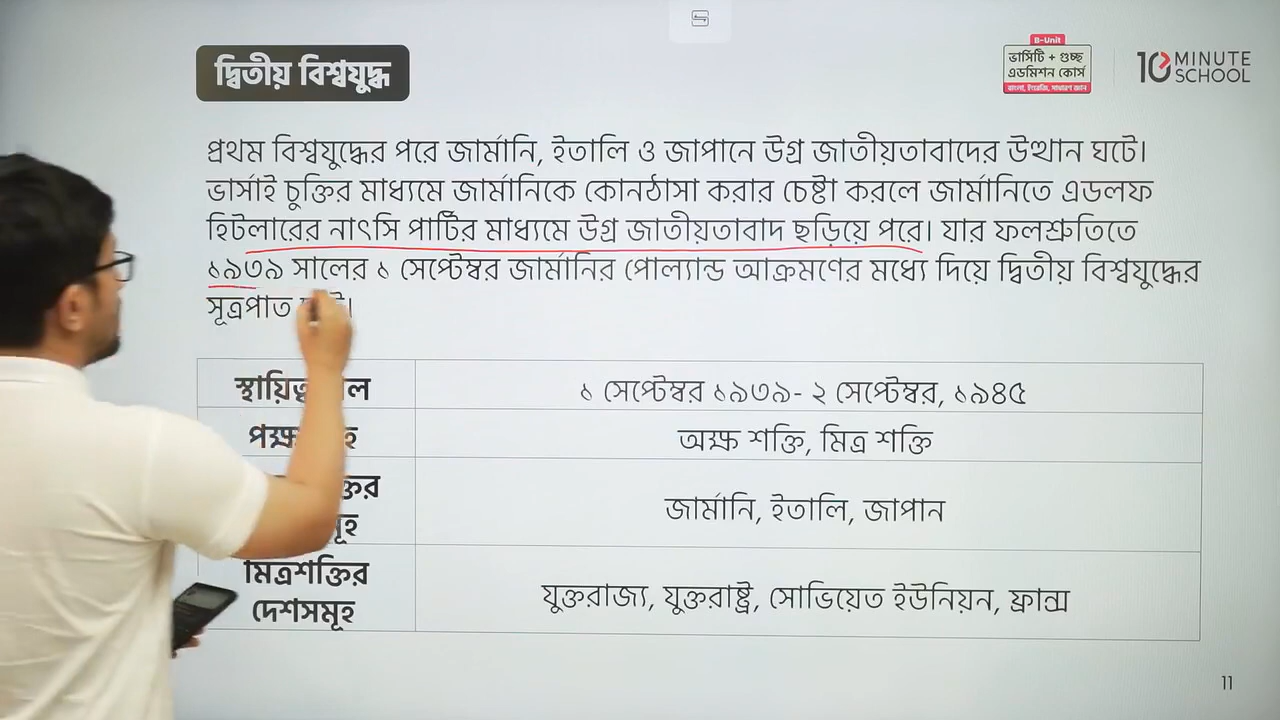 দ্বিতীয় বিশ্বযুদ্ধ
B-Unit
ভার্সিটি + গুচ্ছ
এডমিশন কোর্স
বাংলা, ইংরেজি, সাধারণ জ্ঞান
10 MINUTE
SCHOOL
প্রথম বিশ্বযুদ্ধের পরে জার্মানি, ইতালি ও জাপানে উগ্র জাতীয়তাবাদের উত্থান ঘটে।
ভার্সাই চুক্তির মাধ্যমে জার্মানিকে কোনঠাসা করার চেষ্টা করলে জার্মানিতে এডলফ
হিটলারের নাৎসি পার্টির মাধ্যমে উগ্র জাতীয়তাবাদ ছড়িয়ে পরে। যার ফলশ্রুতিতে
১৯৩৯ সালের ১ সেপ্টেম্বর জার্মানির পোল্যান্ড আক্রমণের মধ্যে দিয়ে দ্বিতীয় বিশ্বযুদ্ধের
সূত্রপাত
১ সেপ্টেম্বর ১৯৩৯- ২ সেপ্টেম্বর, ১৯৪৫
অক্ষ শক্তি, মিত্র শক্তি
জার্মানি, ইতালি, জাপান
মিত্রশক্তির
দেশসমূহ
যুক্তরাজ্য, যুক্তরাষ্ট্র, সোভিয়েত ইউনিয়ন, ফ্রান্স
11